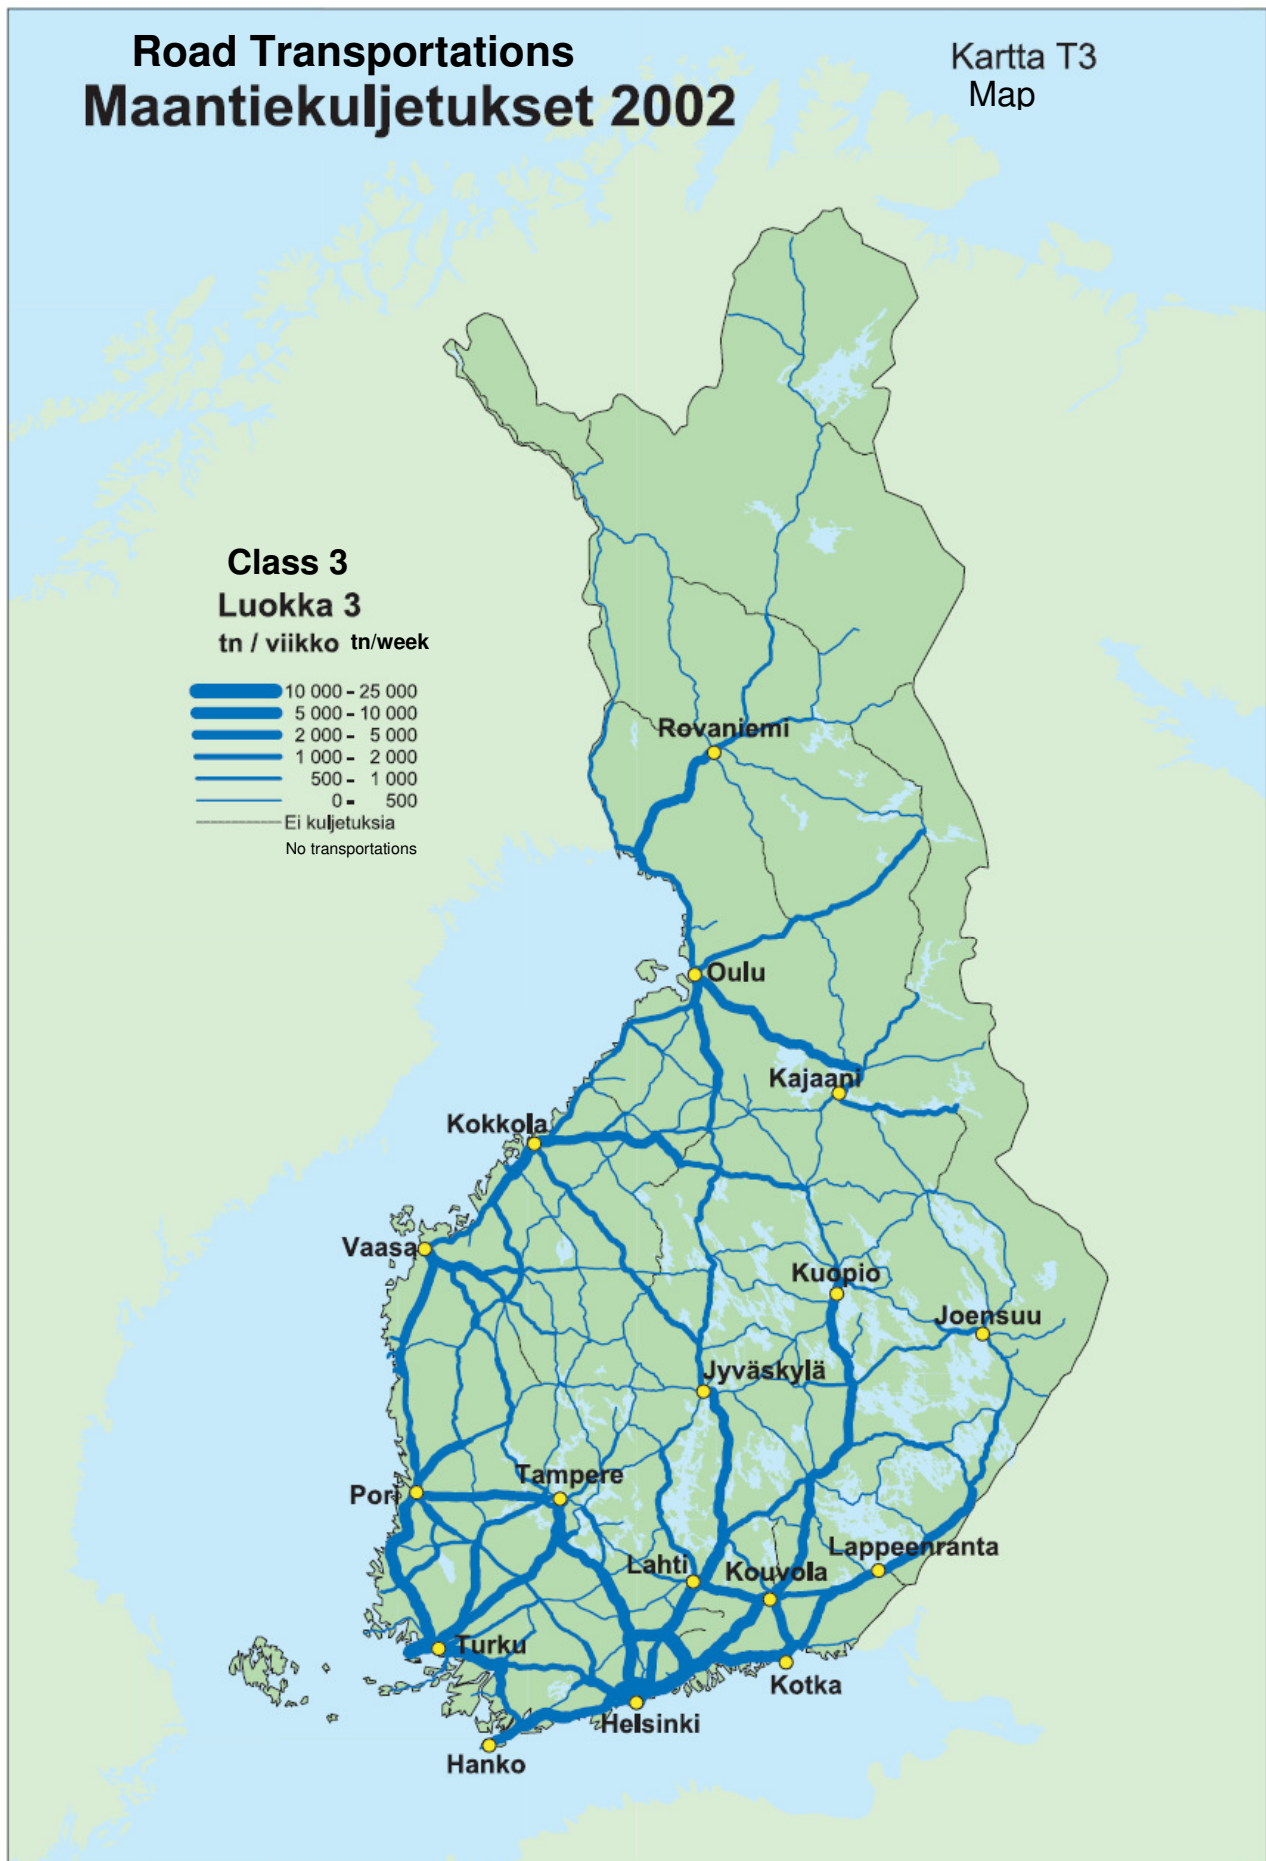 Road Transportations
Maantiekuljetukset 2002
Kartta T3
Map
Class 3
Luokka 3
tn / viikko tn/week
10 000 - 25 000
5 000 - 10 000
2 000 - 5 000
1 000 - 2 000
500 - 1 000
0 - 500
Ei kuljetuksia
No transportations
Rovaniemi
Oulu
Kajaani
Kokkola
Vaasa
Kuopio
Joensuu
Jyväskylä
Tampere
Pori
Lappeenranta
Lahti
Kouvola
Turku
Kotka
Helsinki
Hanko